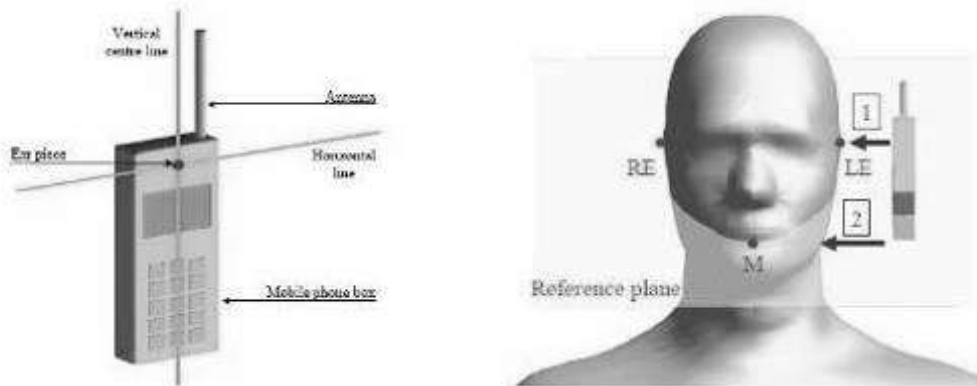 Vertical
centre line
Antenna
Ear piece
Horizontal
line
Mobile phone box
1
RE
LE
2
M
Reference plane